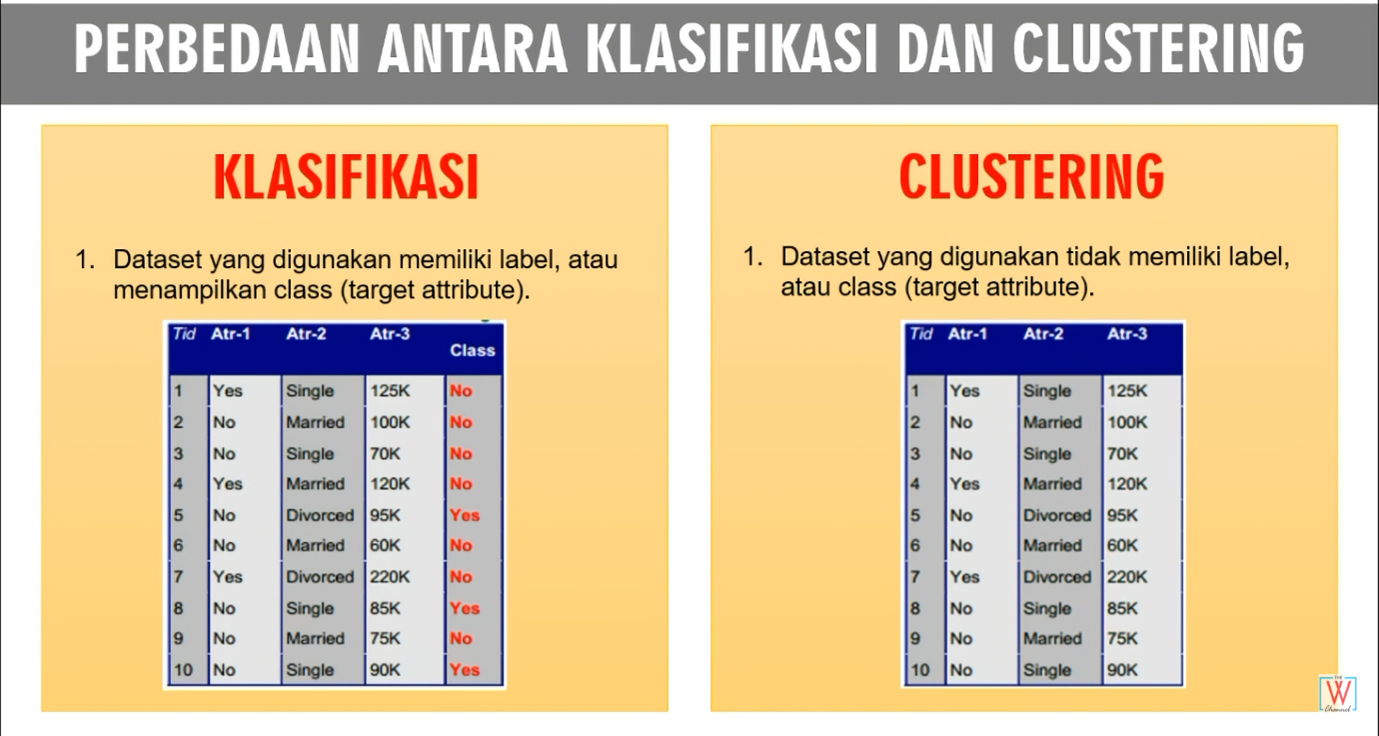 PERBEDAAN ANTARA KLASIFIKASI DAN CLUSTERING
KLASIFIKASI
1. Dataset yang digunakan memiliki label, atau
menampilkan class (target attribute).
Tid Atr-1 Atr-2 Atr-3 Class
1 Yes Single 125K No
2 No Married 100K No
3 No Single 70K No
4 Yes Married 120K No
5 No Divorced 95K Yes
6 No Married 60K No
7 Yes Divorced 220K No
8 No Single 85K Yes
9 No Married 75K No
10 No Single 90K Yes
CLUSTERING
1. Dataset yang digunakan tidak memiliki label,
atau class (target attribute).
Tid Atr-1 Atr-2 Atr-3
1 Yes Single 125K
2 No Married 100K
3 No Single 70K
4 Yes Married 120K
5 No Divorced 95K
6 No Married 60K
7 Yes Divorced 220K
8 No Single 85K
9 No Married 75K
10 No Single 90K
THE
W
Channel